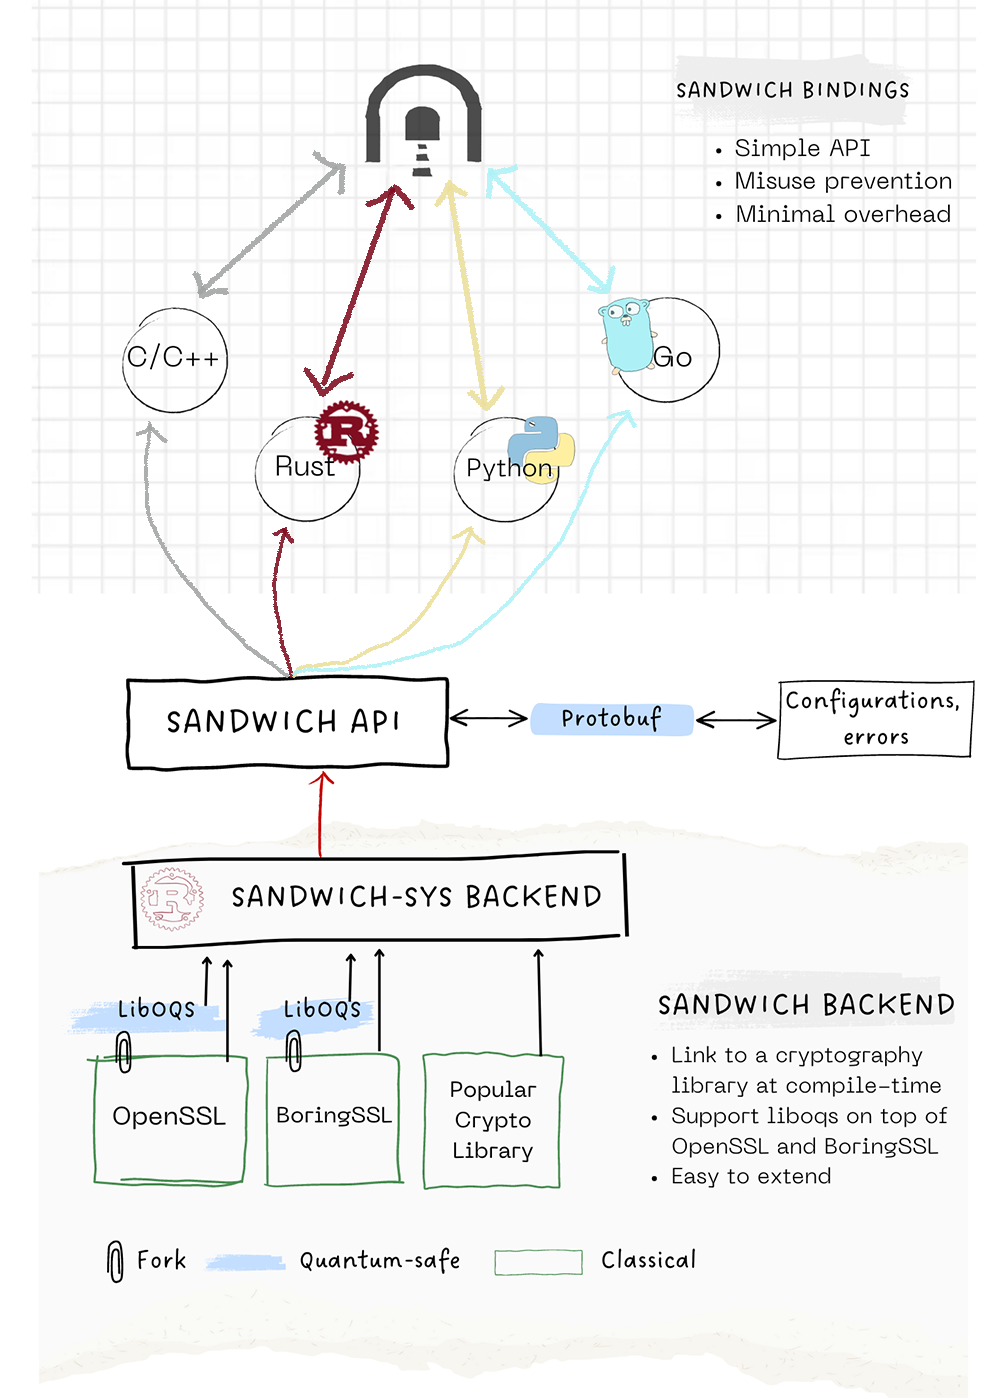 SANDWICH BINDINGS
• Simple API
• Misuse prevention
• Minimal overhead
C/C++
Go
R
Rust
Python
SANDWICH API
Protobuf
Configurations,
errors
R
SANDWICH-SYS BACKEND
LibOQS
LibOQS
OpenSSL
BoringSSL
Popular
Crypto
Library
SANDWICH BACKEND
• Link to a cryptography
library at compile-time
• Support liboqs on top of
OpenSSL and BoringSSL
• Easy to extend
Fork
Quantum-safe
Classical